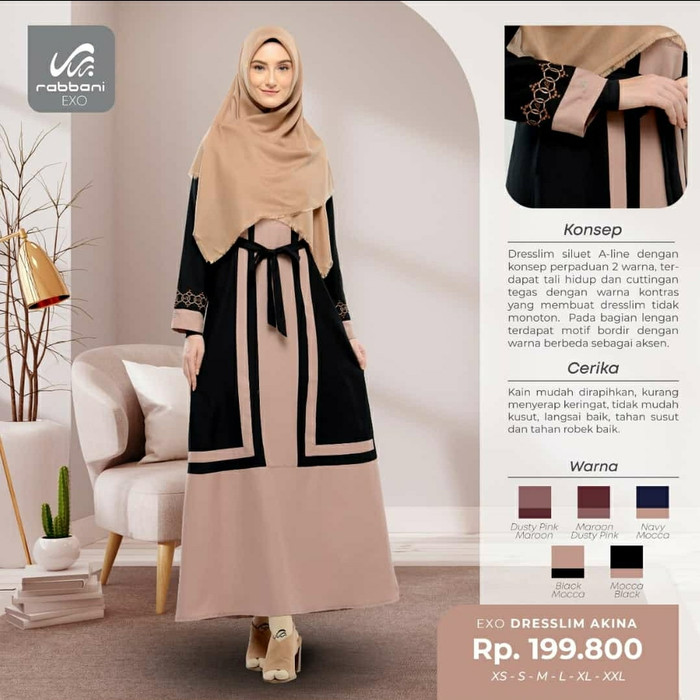 rabbani
EXO
Konsep
Dresslim siluet A-line dengan
konsep perpaduan 2 warna, ter-
dapat tali hidup dan cuttingan
tegas dengan warna kontras
yang membuat dresslim tidak
monoton. Pada bagian lengan
terdapat motif bordir dengan
warna berbeda sebagai aksen.
Cerika
Kain mudah dirapihkan, kurang
menyerap keringat, tidak mudah
kusut, langsai baik, tahan susut
dan tahan robek baik.
Warna
Dusty Pink
Maroon
Maroon
Dusty Pink
Navy
Mocca
Black
Mocca
Mocca
Black
EXO DRESSLIM AKINA
Rp. 199.800
XS - S - M - L - XL - XXL